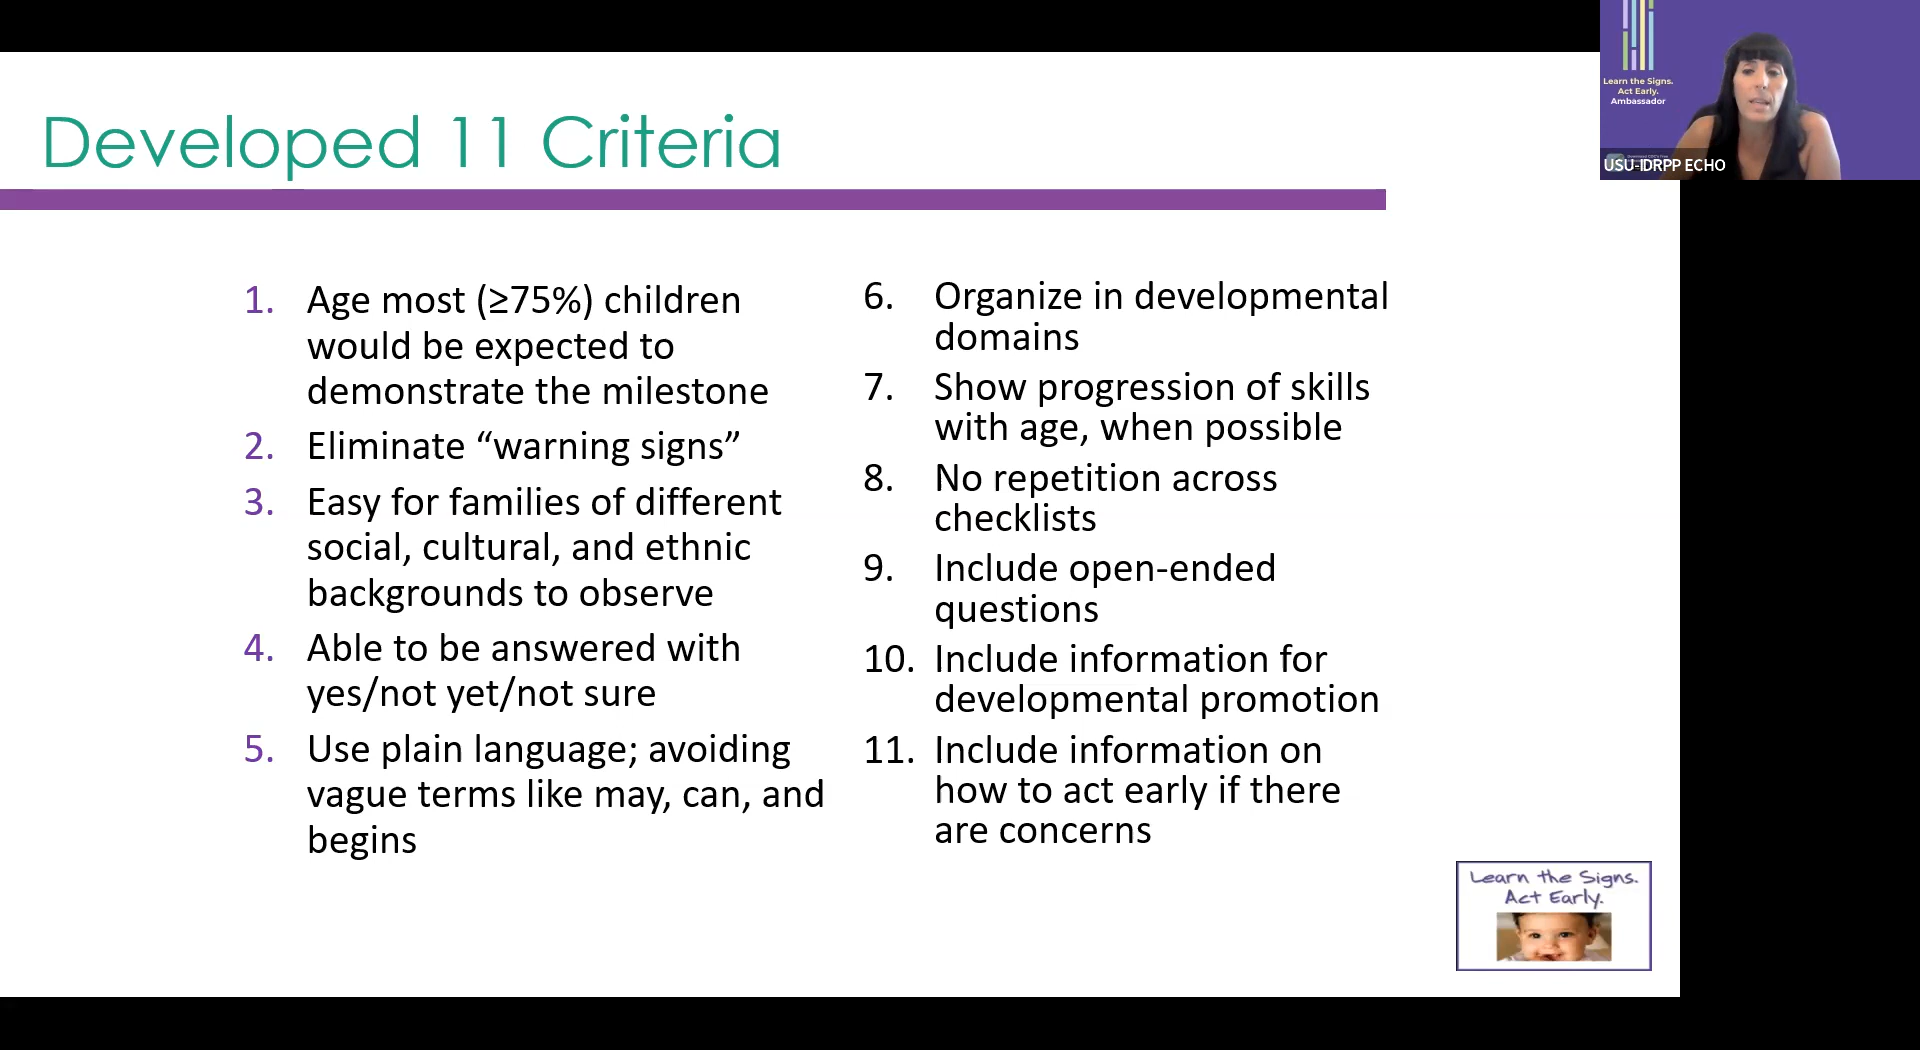 Developed 11 Criteria
1. Age most (≥75%) children
would be expected to
demonstrate the milestone
2. Eliminate “warning signs”
3. Easy for families of different
social, cultural, and ethnic
backgrounds to observe
4. Able to be answered with
yes/not yet/not sure
5. Use plain language; avoiding
vague terms like may, can, and
begins
6. Organize in developmental
domains
7. Show progression of skills
with age, when possible
8. No repetition across
checklists
9. Include open-ended
questions
10. Include information for
developmental promotion
11. Include information on
how to act early if there
are concerns
Learn the Signs.
Act Early.
Learn the Signs.
Act Early.
Ambassador
USU-IDRPP ECHO